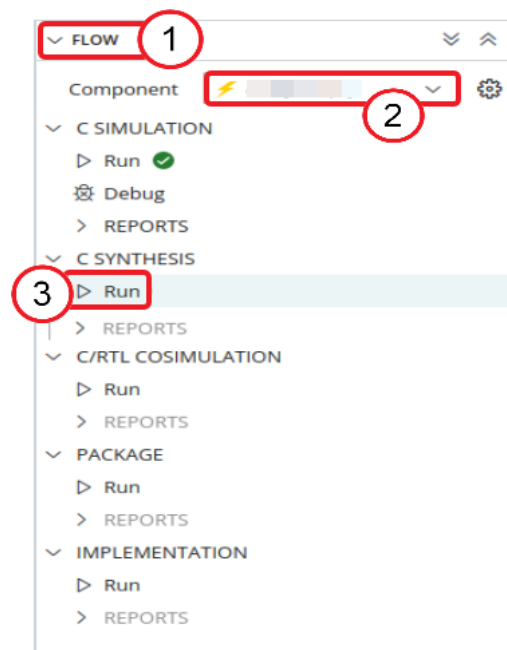 FLOW 1
Component
2
C SIMULATION
Run
Debug
REPORTS
C SYNTHESIS
3 Run
REPORTS
C/RTL COSIMULATION
Run
REPORTS
PACKAGE
Run
REPORTS
IMPLEMENTATION
Run
REPORTS